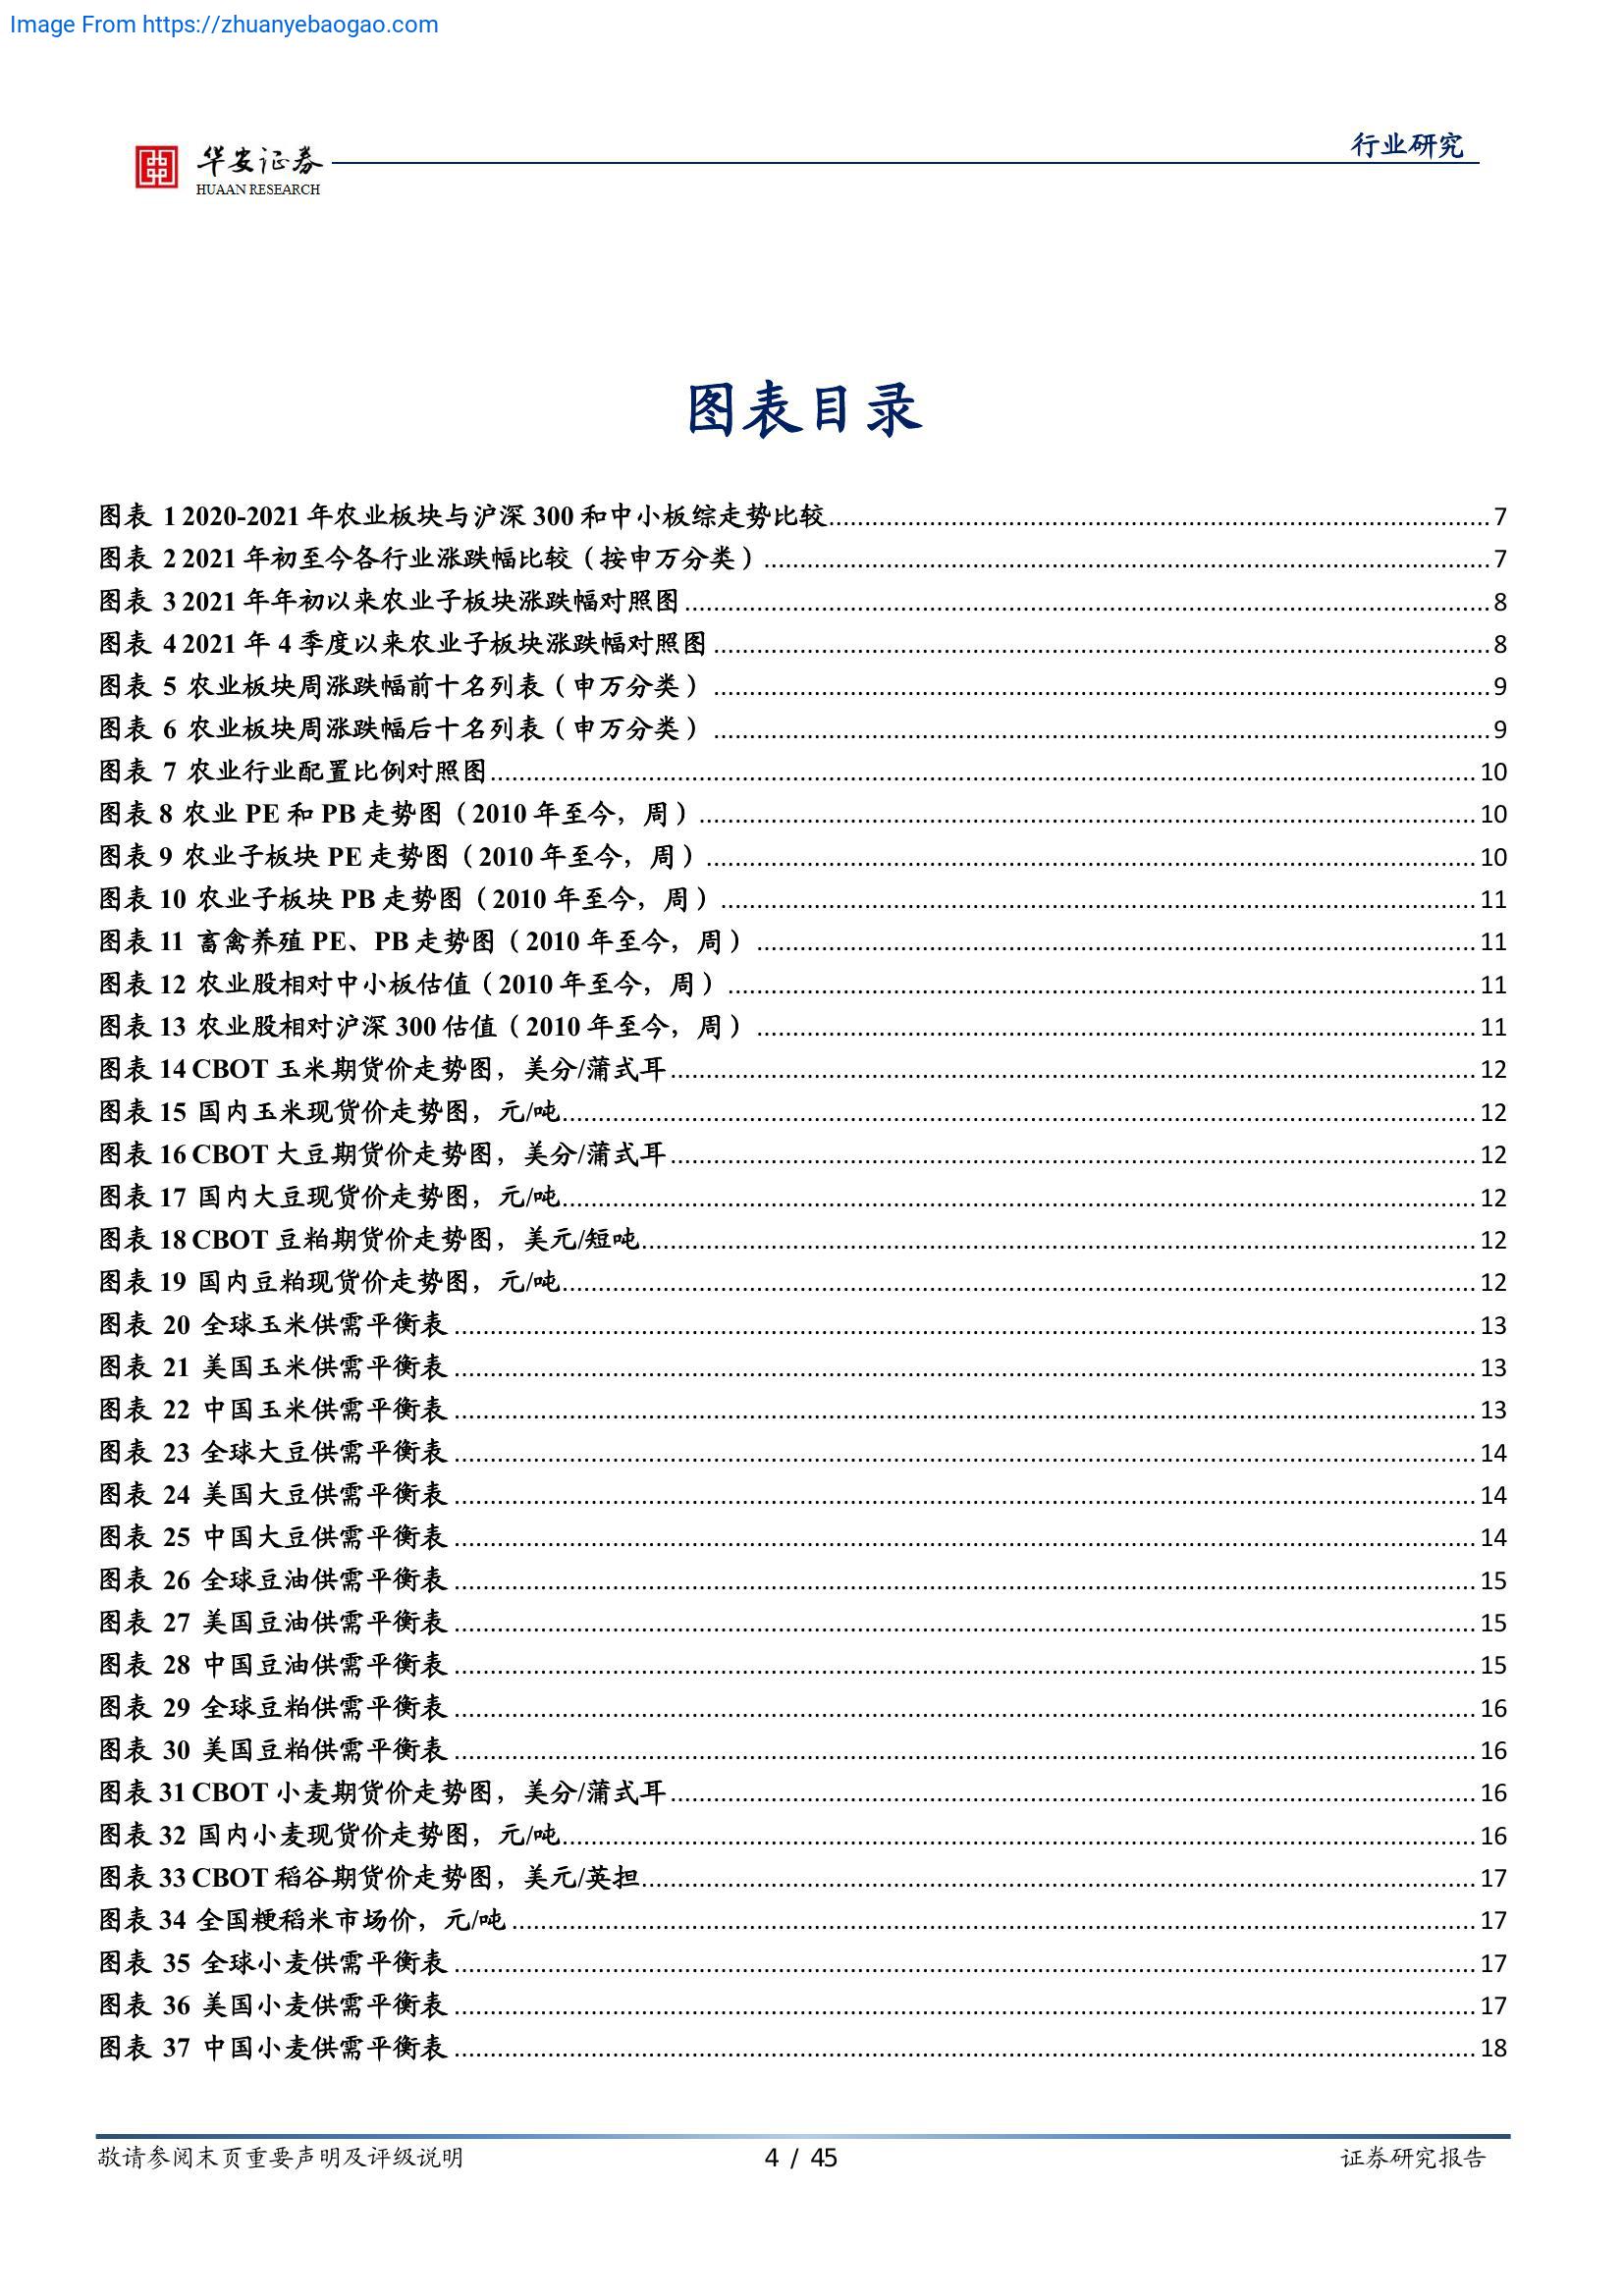 Image From https://zhuanyebaogao.com
华安证券
HUAAN RESEARCH
行业研究
图表目录
图表 1 2020-2021 年农业板块与沪深 300 和中小板综走势比较 7
图表 2 2021 年初至今各行业涨跌幅比较（按申万分类） 7
图表 3 2021 年年初以来农业子板块涨跌幅对照图 8
图表 4 2021 年 4 季度以来农业子板块涨跌幅对照图 8
图表 5 农业板块周涨跌幅前十名列表（申万分类） 9
图表 6 农业板块周涨跌幅后十名列表（申万分类） 9
图表 7 农业行业配置比例对照图 10
图表 8 农业 PE 和 PB 走势图（2010 年至今，周） 10
图表 9 农业子板块 PE 走势图（2010 年至今，周） 10
图表 10 农业子板块 PB 走势图（2010 年至今，周） 11
图表 11 畜禽养殖 PE、PB 走势图（2010 年至今，周） 11
图表 12 农业股相对中小板估值（2010 年至今，周） 11
图表 13 农业股相对沪深 300 估值（2010 年至今，周） 11
图表 14 CBOT 玉米期货价走势图，美分/蒲式耳 12
图表 15 国内玉米现货价走势图，元/吨 12
图表 16 CBOT 大豆期货价走势图，美分/蒲式耳 12
图表 17 国内大豆现货价走势图，元/吨 12
图表 18 CBOT 豆粕期货价走势图，美元/短吨 12
图表 19 国内豆粕现货价走势图，元/吨 12
图表 20 全球玉米供需平衡表 13
图表 21 美国玉米供需平衡表 13
图表 22 中国玉米供需平衡表 13
图表 23 全球大豆供需平衡表 14
图表 24 美国大豆供需平衡表 14
图表 25 中国大豆供需平衡表 14
图表 26 全球豆油供需平衡表 15
图表 27 美国豆油供需平衡表 15
图表 28 中国豆油供需平衡表 15
图表 29 全球豆粕供需平衡表 16
图表 30 美国豆粕供需平衡表 16
图表 31 CBOT 小麦期货价走势图，美分/蒲式耳 16
图表 32 国内小麦现货价走势图，元/吨 16
图表 33 CBOT 稻谷期货价走势图，美元/英担 17
图表 34 全国粳稻米市场价，元/吨 17
图表 35 全球小麦供需平衡表 17
图表 36 美国小麦供需平衡表 17
图表 37 中国小麦供需平衡表 18
敬请参阅末页重要声明及评级说明 4 / 45 证券研究报告